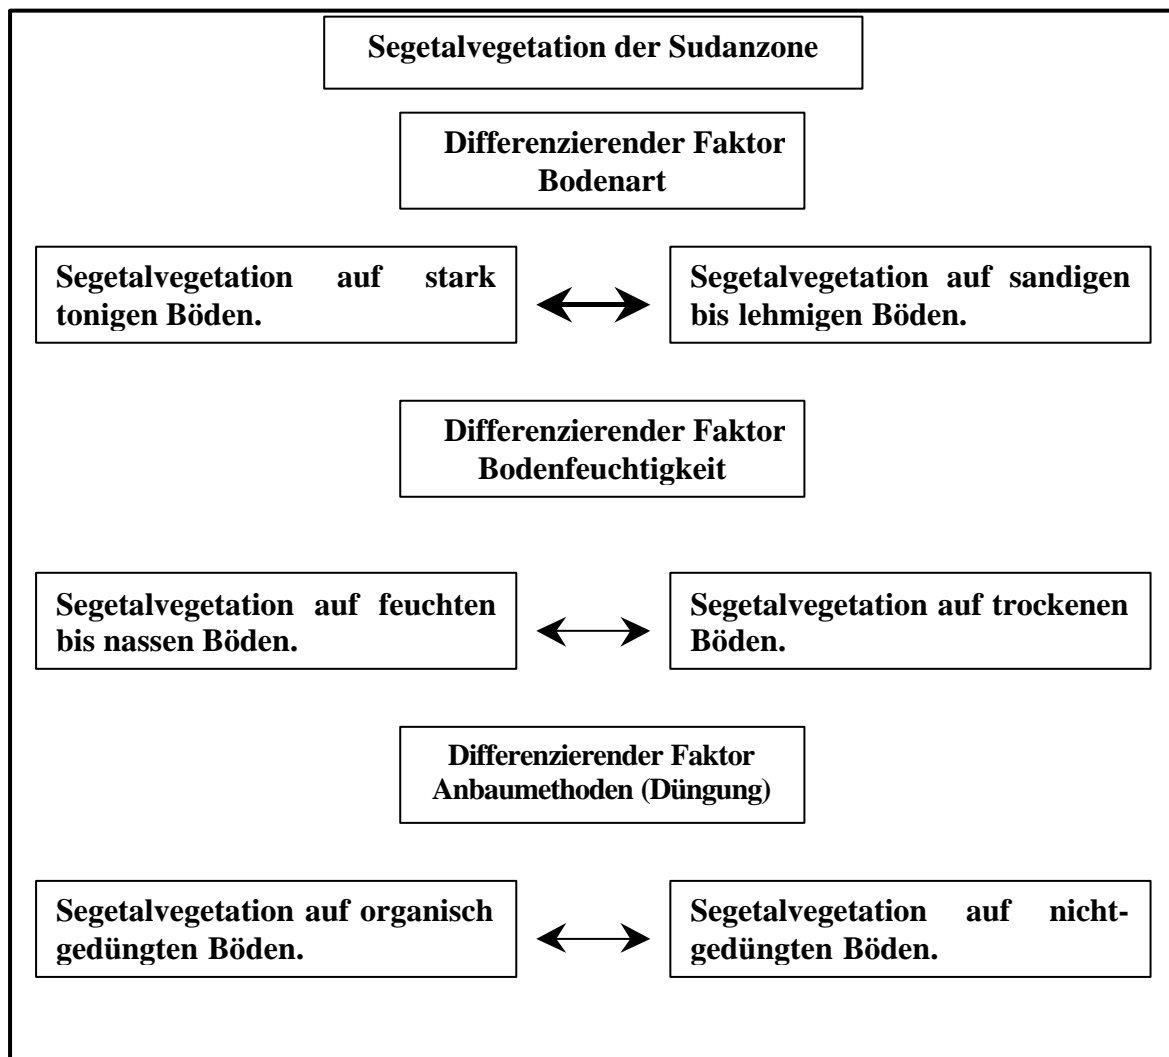 Segetalvegetation der Sudanzone
Differenzierender Faktor
Bodenart
Segetalvegetation auf stark
tonigen Böden.
Segetalvegetation auf sandigen
bis lehmigen Böden.
Differenzierender Faktor
Bodenfeuchtigkeit
Segetalvegetation auf feuchten
bis nassen Böden.
Segetalvegetation auf trockenen
Böden.
Differenzierender Faktor
Anbaumethoden (Düngung)
Segetalvegetation auf organisch
gedüngten Böden.
Segetalvegetation auf nicht-
gedüngten Böden.